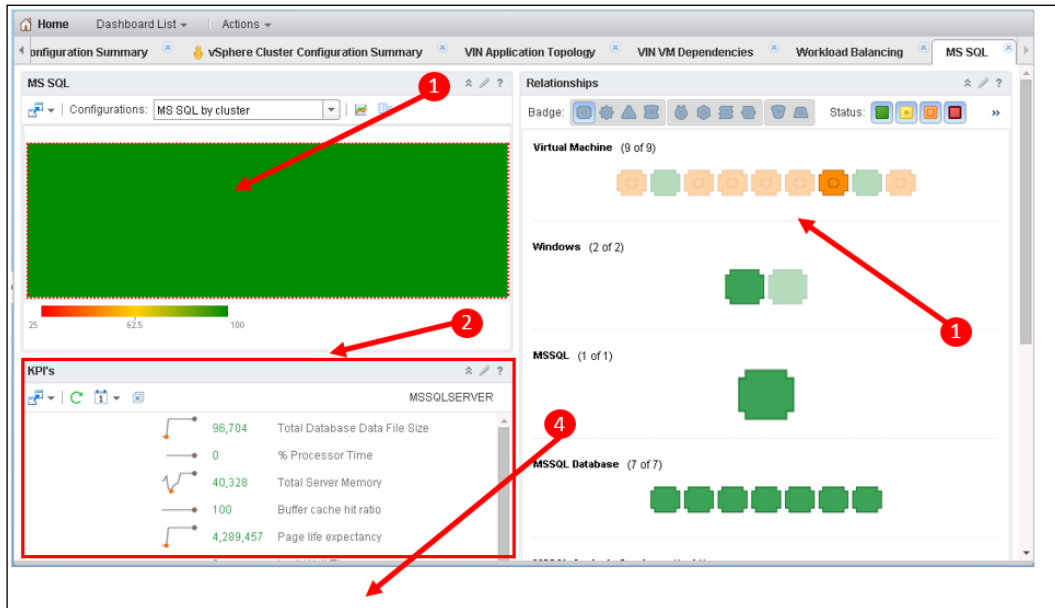 Home Dashboard List Actions
onfiguration Summary vSphere Cluster Configuration Summary VIN Application Topology VIN VM Dependencies Workload Balancing MS SQL
MS SQL
1
Configurations: MS SQL by cluster
25 62.5 100
2
KPI's
MSSQLSERVER
96,704 Total Database Data File Size
0 % Processor Time
40,328 Total Server Memory
100 Buffer cache hit ratio
4,289,457 Page life expectancy
Relationships
Badge: Status:
Virtual Machine (9 of 9)
Windows (2 of 2)
1
MSSQL (1 of 1)
4
MSSQL Database (7 of 7)